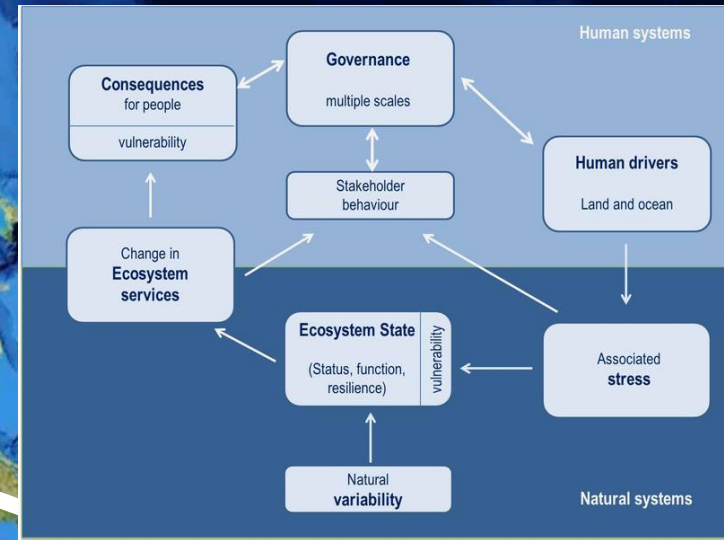 Human systems
Governance
multiple scales
Consequences
for people
vulnerability
Human drivers
Land and ocean
Stakeholder
behaviour
Change in
Ecosystem
services
Ecosystem State
(Status, function,
resilience)
vulnerability
Associated
stress
Natural
variability
Natural systems